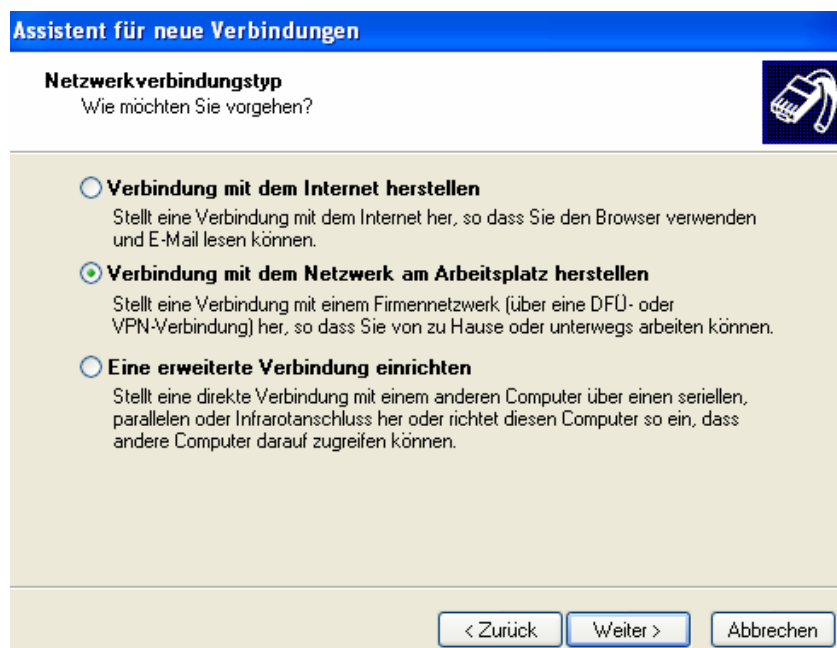 Assistent für neue Verbindungen
Netzwerkverbindungstyp
Wie möchten Sie vorgehen?
Verbindung mit dem Internet herstellen
Stellt eine Verbindung mit dem Internet her, so dass Sie den Browser verwenden
und E-Mail lesen können.
Verbindung mit dem Netzwerk am Arbeitsplatz herstellen
Stellt eine Verbindung mit einem Firmennetzwerk (über eine DFÜ- oder
VPN-Verbindung) her, so dass Sie von zu Hause oder unterwegs arbeiten können.
Eine erweiterte Verbindung einrichten
Stellt eine direkte Verbindung mit einem anderen Computer über einen seriellen,
parallelen oder Infrarotanschluss her oder richtet diesen Computer so ein, dass
andere Computer darauf zugreifen können.
< Zurück Weiter > Abbrechen